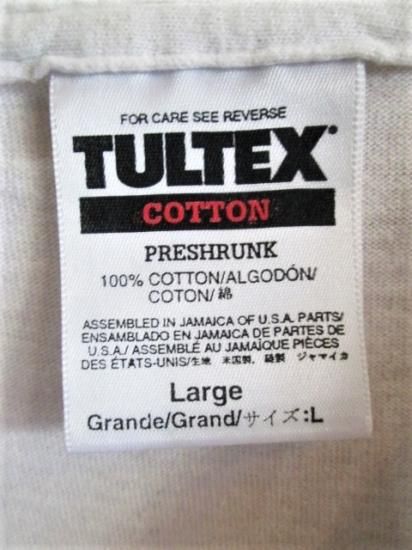 FOR CARE SEE REVERSE
TULTEX®
COTTON
PRESHRUNK
100% COTTON/ALGODÓN/
COTON/綿
ASSEMBLED IN JAMAICA OF U.S.A. PARTS/
ENSAMBLADO EN JAMAICA DE PARTES DE
U.S.A./ ASSEMBLÉ AU JAMAÏQUE PIÈCES
DES ÉTATS-UNIS/生地 米国製, 縫製 ジャマイカ
Large
Grande/Grand/サイズ:L